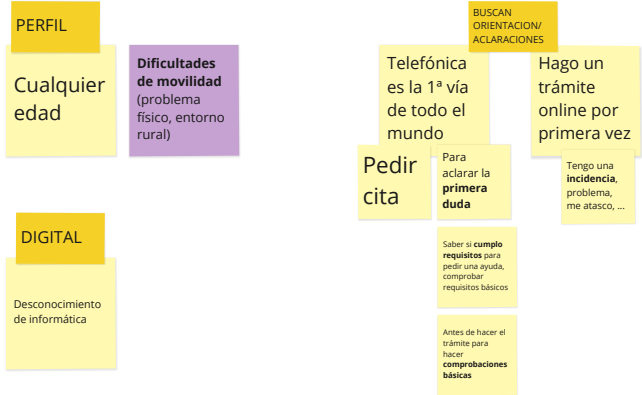 PERFIL
Cualquier
edad
Dificultades
de movilidad
(problema
físico, entorno
rural)
DIGITAL
Desconocimiento
de informática
BUSCAN
ORIENTACION/
ACLARACIONES
Telefónica
es la 1ª vía
de todo el
mundo
Hago un
trámite
online por
primera vez
Pedir
cita
Para
aclarar la
primera
duda
Tengo una
incidencia,
problema,
me atasco, ...
Saber si cumplo
requisitos para
pedir una ayuda,
comprobar
requisitos básicos
Antes de hacer el
trámite para
hacer
comprobaciones
básicas